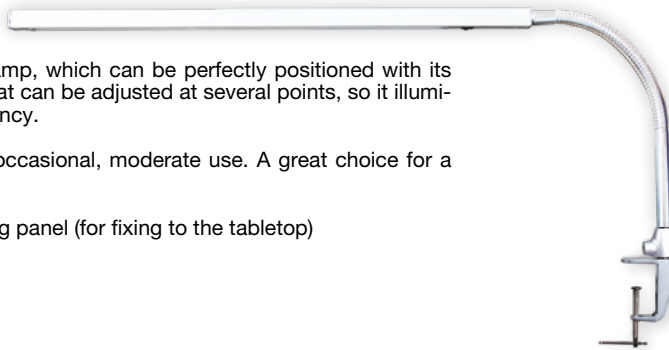 amp, which can be perfectly positioned with its
at can be adjusted at several points, so it illumi-
ncy.
occasional, moderate use. A great choice for a
g panel (for fixing to the tabletop)